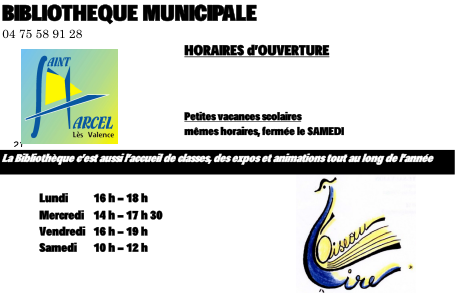 BIBLIOTHEQUE MUNICIPALE
04 75 58 91 28
HORAIRES d'OUVERTURE
SAINT
MARCEL
Lès Valence
Petites vacances scolaires
mêmes horaires, fermée le SAMEDI
La Bibliothèque c'est aussi l'accueil de classes, des expos et animations tout au long de l'année
Lundi 16 h – 18 h
Mercredi 14 h – 17 h 30
Vendredi 16 h – 19 h
Samedi 10 h – 12 h
L'Oiseau
Lire